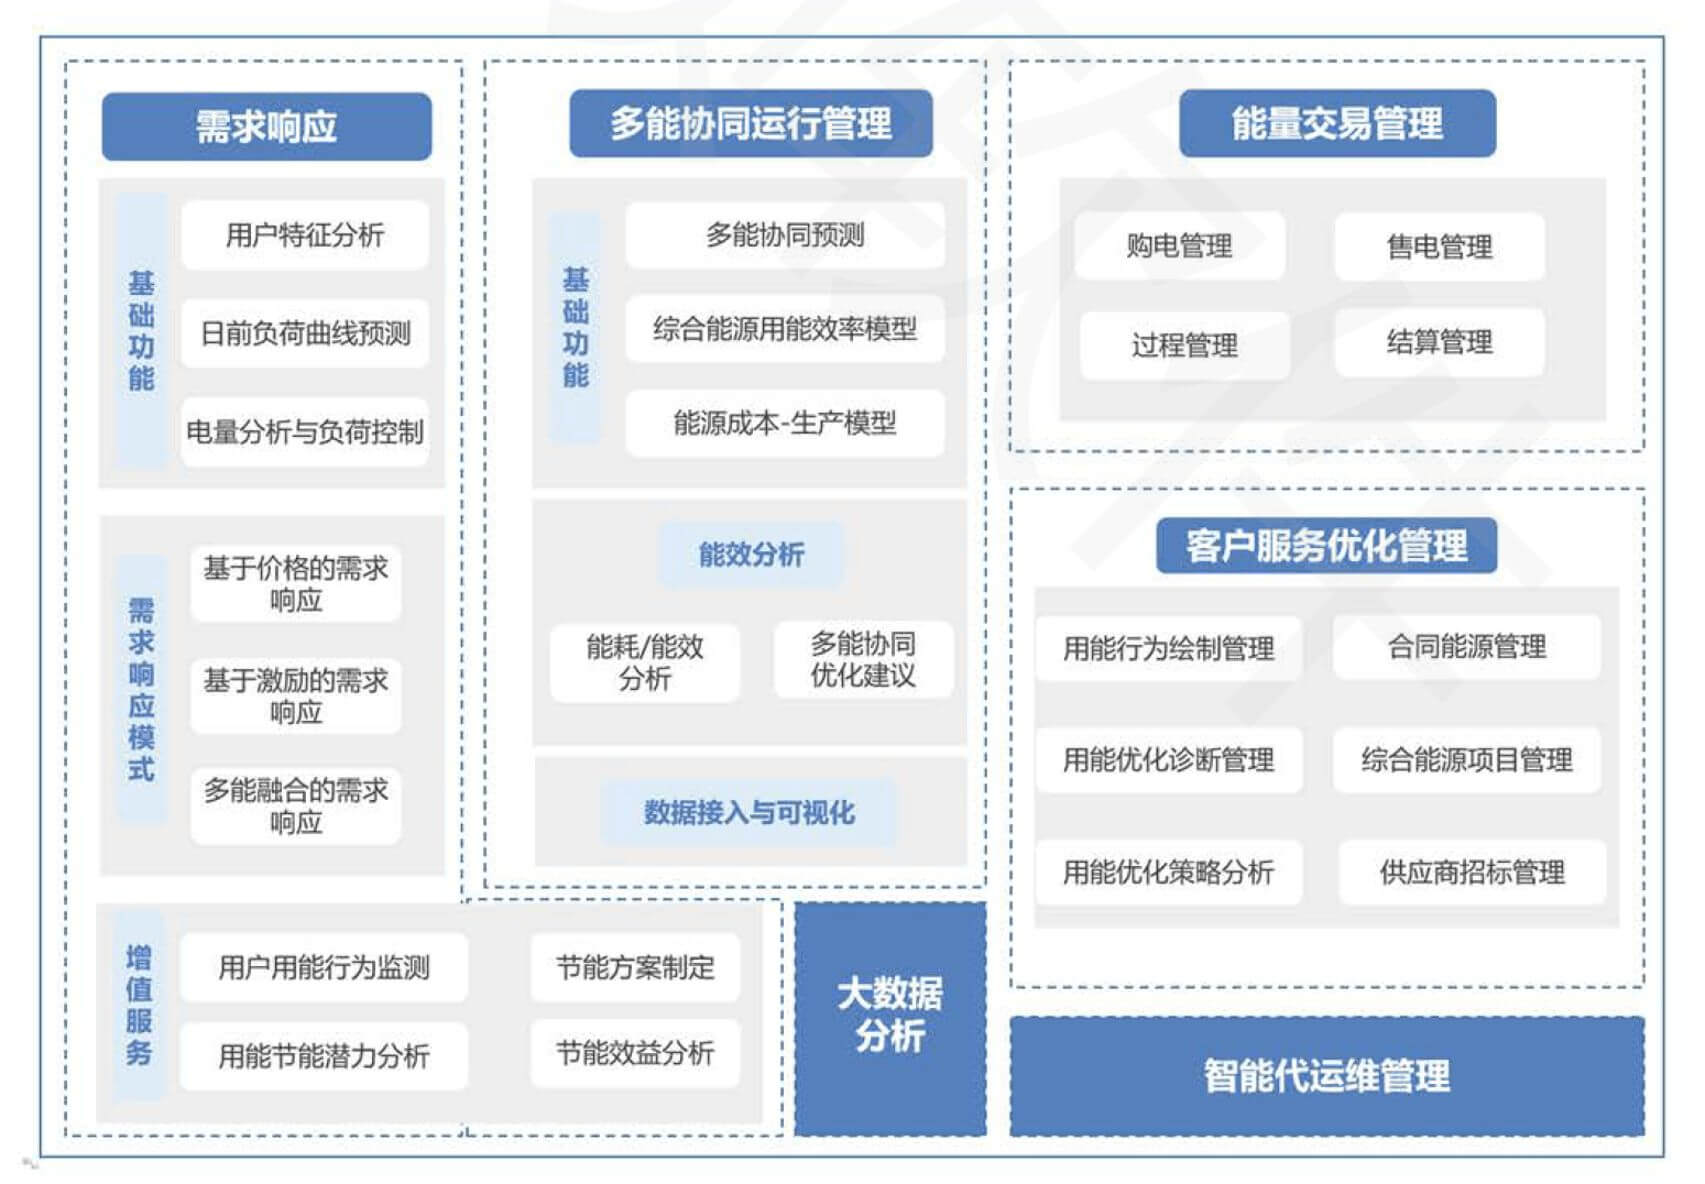 需求响应
基础功能
用户特征分析
日前负荷曲线预测
电量分析与负荷控制
需求响应模式
基于价格的需求
响应
基于激励的需求
响应
多能融合的需求
响应
增值服务
用户用能行为监测
节能方案制定
用能节能潜力分析
节能效益分析
多能协同运行管理
基础功能
多能协同预测
综合能源用能效率模型
能源成本-生产模型
能效分析
能耗/能效
分析
多能协同
优化建议
数据接入与可视化
大数据
分析
能量交易管理
购电管理
售电管理
过程管理
结算管理
客户服务优化管理
用能行为绘制管理
合同能源管理
用能优化诊断管理
综合能源项目管理
用能优化策略分析
供应商招标管理
智能代运维管理